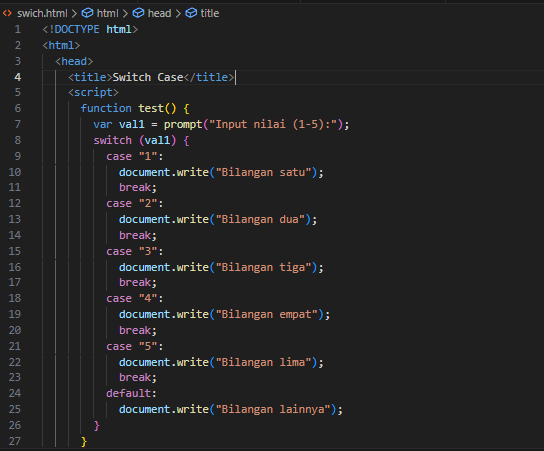 swich.html > html > head > title
1 <!DOCTYPE html>
2 <html>
3 <head>
4 <title>Switch Case</title>
5 <script>
6 function test() {
7 var val1 = prompt("Input nilai (1-5):");
8 switch (val1) {
9 case "1":
10 document.write("Bilangan satu");
11 break;
12 case "2":
13 document.write("Bilangan dua");
14 break;
15 case "3":
16 document.write("Bilangan tiga");
17 break;
18 case "4":
19 document.write("Bilangan empat");
20 break;
21 case "5":
22 document.write("Bilangan lima");
23 break;
24 default:
25 document.write("Bilangan lainnya");
26 }
27 }